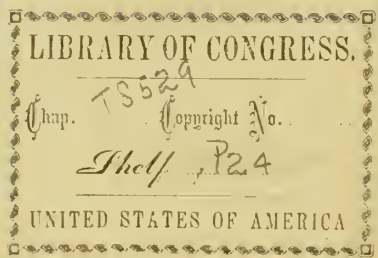 LIBRARY OF CONGRESS.
TS529
Chap. Copyright No.
Shelf .P24
UNITED STATES OF AMERICA